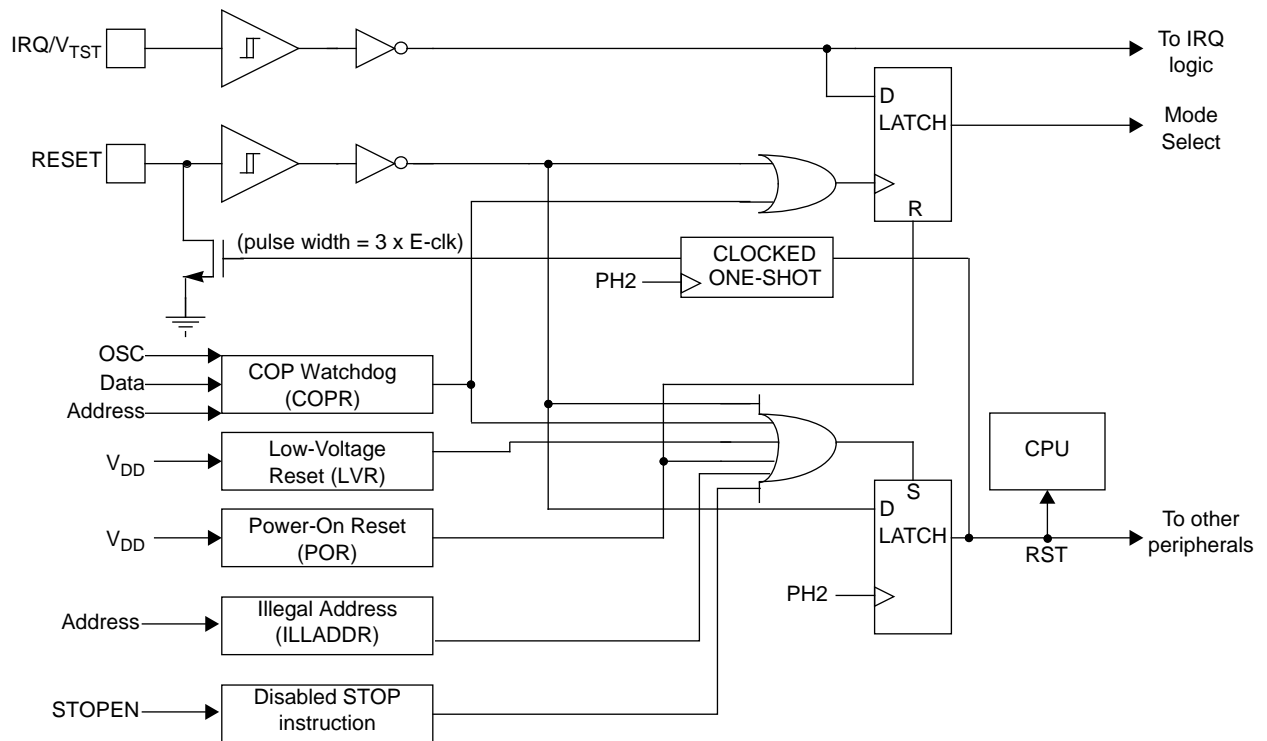 IRQ/VTST
To IRQ
logic
D
LATCH
Mode
Select
RESET
R
(pulse width = 3 x E-clk)
CLOCKED
ONE-SHOT
PH2
OSC
Data
Address
COP Watchdog
(COPR)
VDD
Low-Voltage
Reset (LVR)
CPU
S
D
LATCH
VDD
Power-On Reset
(POR)
RST
To other
peripherals
PH2
Address
Illegal Address
(ILLADDR)
STOPEN
Disabled STOP
instruction